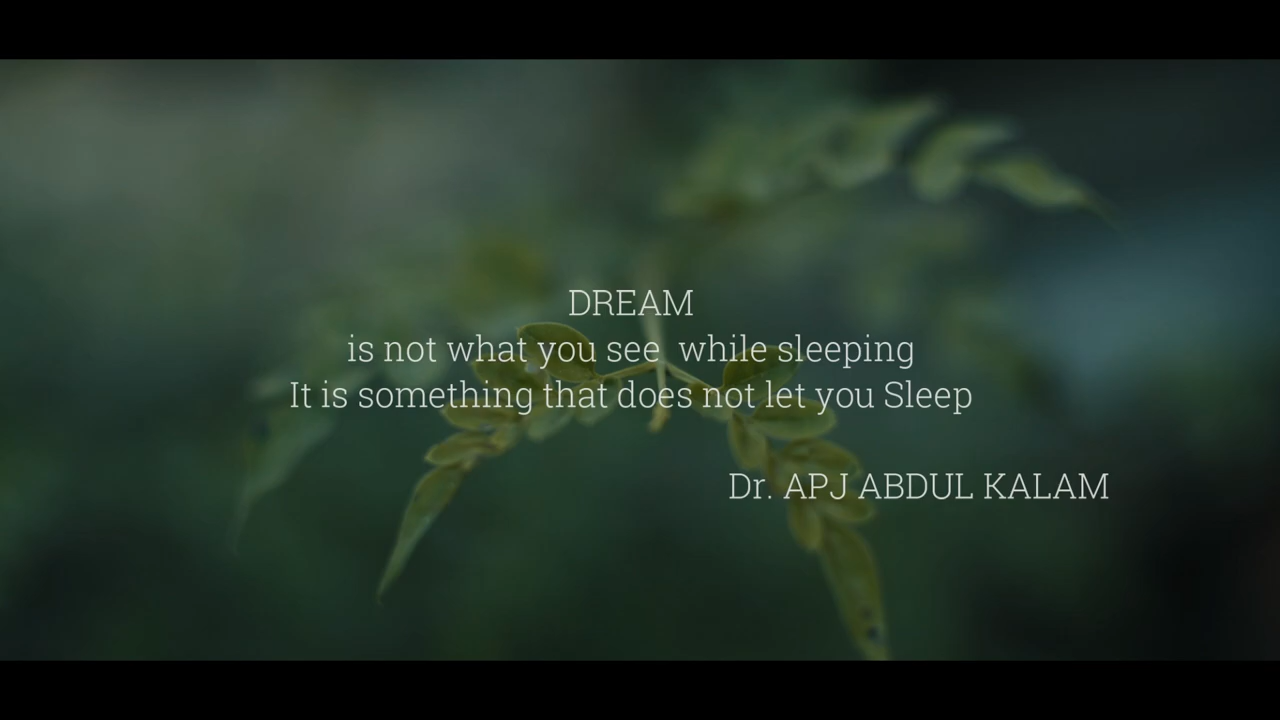 DREAM
is not what you see  while sleeping
It is something that does not let you Sleep
Dr. APJ ABDUL KALAM